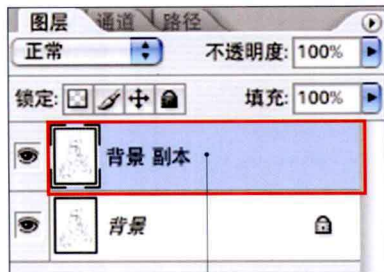 图层 通道 路径
正常 不透明度: 100%
锁定: 填充: 100%
背景 副本
背景